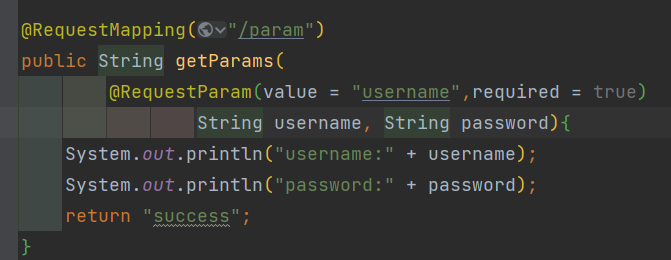 @RequestMapping("/param")
public String getParams(
@RequestParam(value = "username",required = true)
String username, String password){
System.out.println("username:" + username);
System.out.println("password:" + password);
return "success";
}